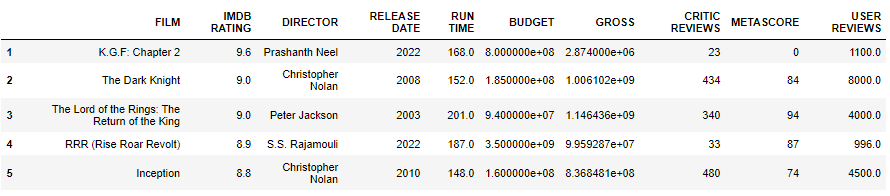 FILM IMDB RATING DIRECTOR RELEASE DATE RUN TIME BUDGET GROSS CRITIC REVIEWS METASCORE USER REVIEWS
1 K.G.F: Chapter 2 9.6 Prashanth Neel 2022 168.0 8.000000e+08 2.874000e+06 23 0 1100.0
2 The Dark Knight 9.0 Christopher Nolan 2008 152.0 1.850000e+08 1.006102e+09 434 84 8000.0
3 The Lord of the Rings: The Return of the King 9.0 Peter Jackson 2003 201.0 9.400000e+07 1.146436e+09 340 94 4000.0
4 RRR (Rise Roar Revolt) 8.9 S.S. Rajamouli 2022 187.0 3.500000e+09 9.959287e+07 33 87 996.0
5 Inception 8.8 Christopher Nolan 2010 148.0 1.600000e+08 8.368481e+08 480 74 4500.0